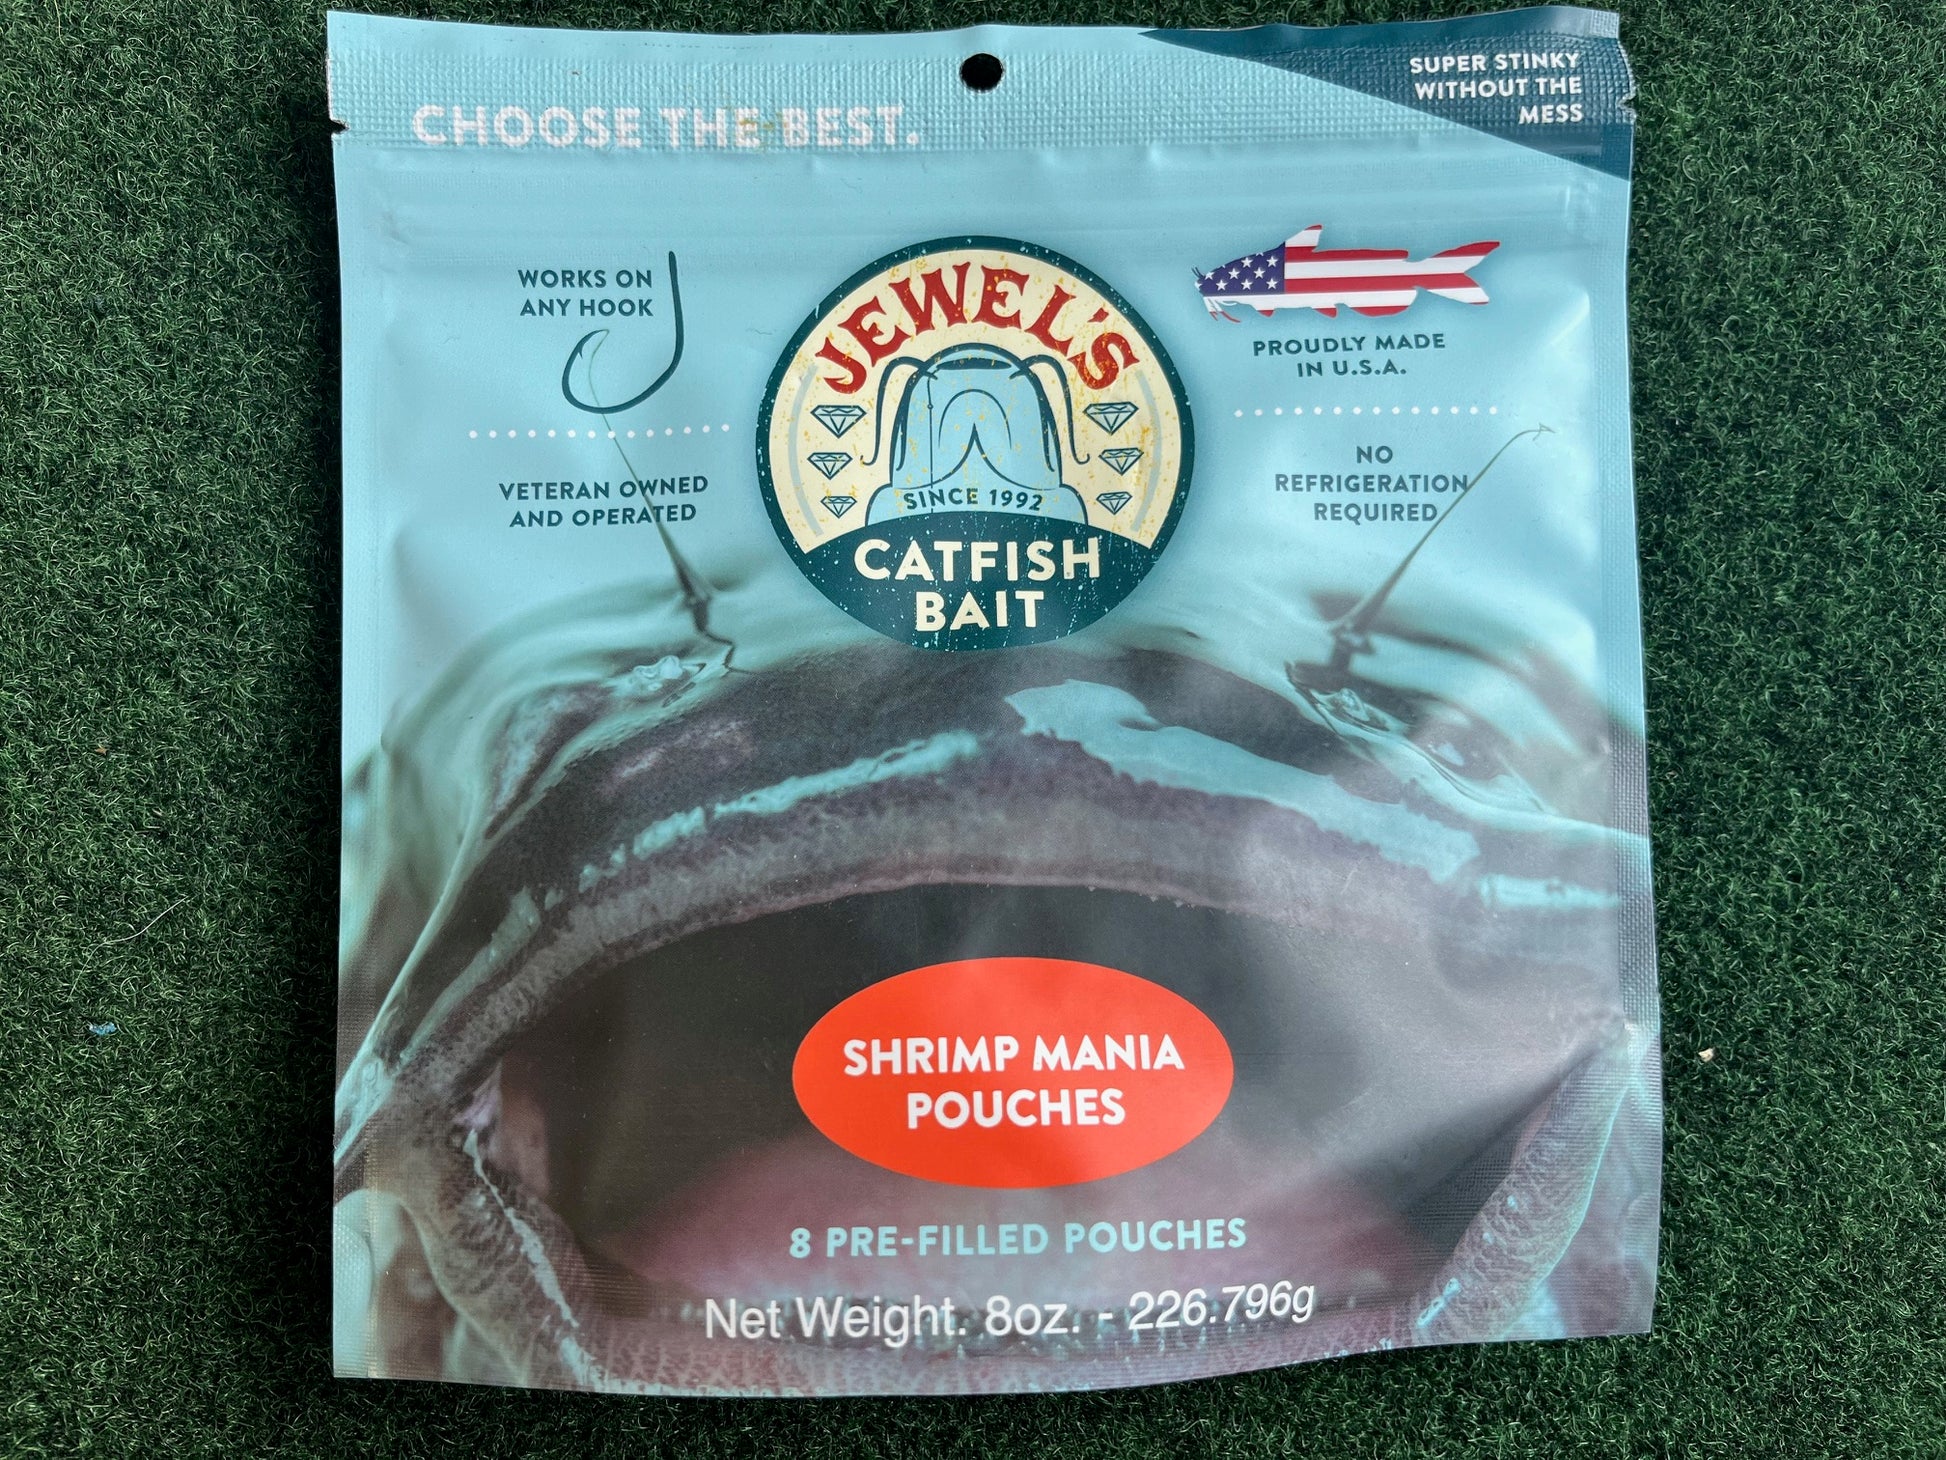 SUPER STINKY
WITHOUT THE
MESS
CHOOSE THE BEST.
WORKS ON
ANY HOOK
VETERAN OWNED
AND OPERATED
JEWEL'S
SINCE 1992
CATFISH
BAIT
PROUDLY MADE
IN U.S.A.
NO
REFRIGERATION
REQUIRED
SHRIMP MANIA
POUCHES
8 PRE-FILLED POUCHES
Net Weight. 8oz. - 226.796g